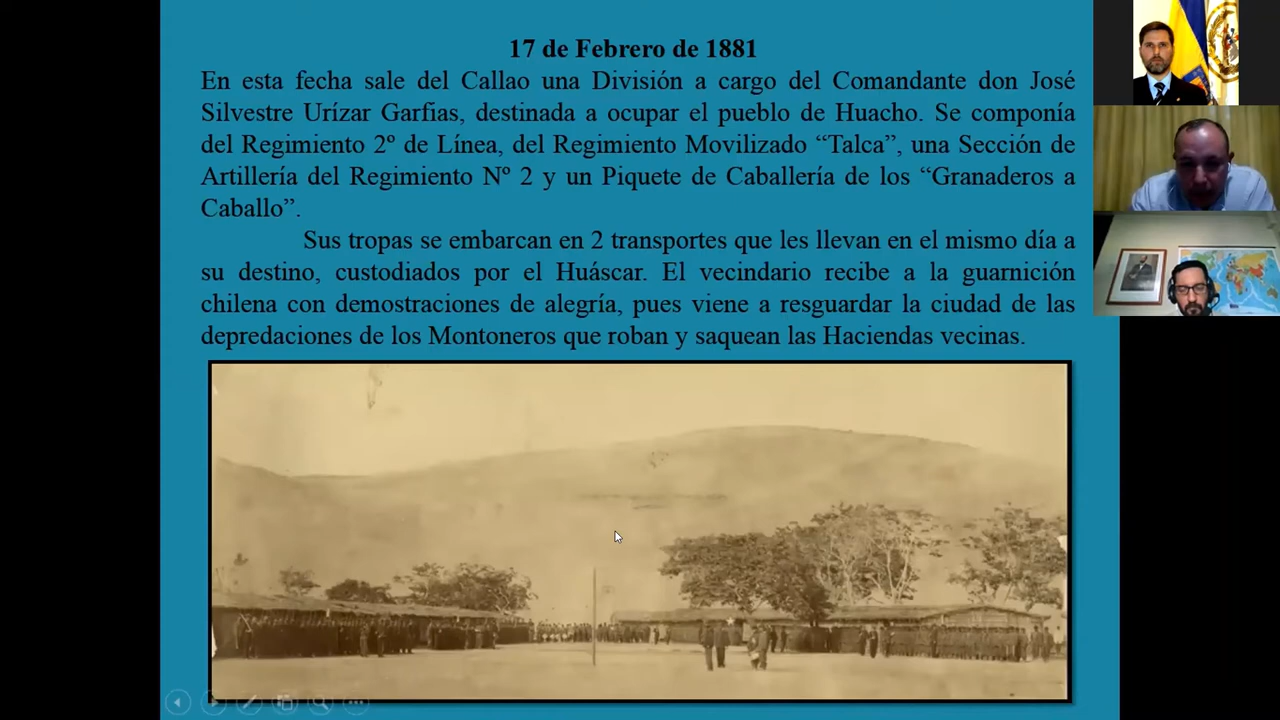 17 de Febrero de 1881
En esta fecha sale del Callao una División a cargo del Comandante don José
Silvestre Urízar Garfias, destinada a ocupar el pueblo de Huacho. Se componía
del Regimiento 2º de Línea, del Regimiento Movilizado “Talca”, una Sección de
Artillería del Regimiento Nº 2 y un Piquete de Caballería de los “Granaderos a
Caballo”.
Sus tropas se embarcan en 2 transportes que les llevan en el mismo día a
su destino, custodiados por el Huáscar. El vecindario recibe a la guarnición
chilena con demostraciones de alegría, pues viene a resguardar la ciudad de las
depredaciones de los Montoneros que roban y saquean las Haciendas vecinas.